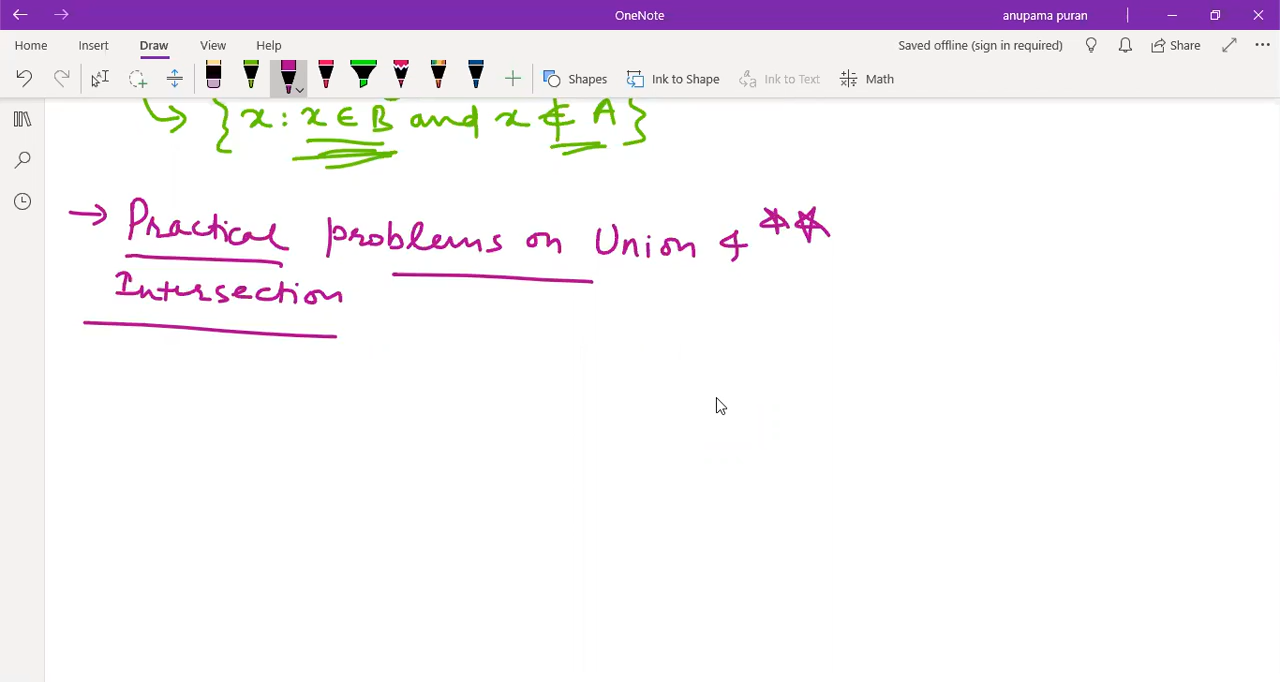 OneNote
anupama puran
Home Insert Draw View Help
Saved offline (sign in required) Share
Shapes Ink to Shape Ink to Text Math
↳ {x : x ∈ B and x ∉ A}
→ Practical problems on Union & **
Intersection